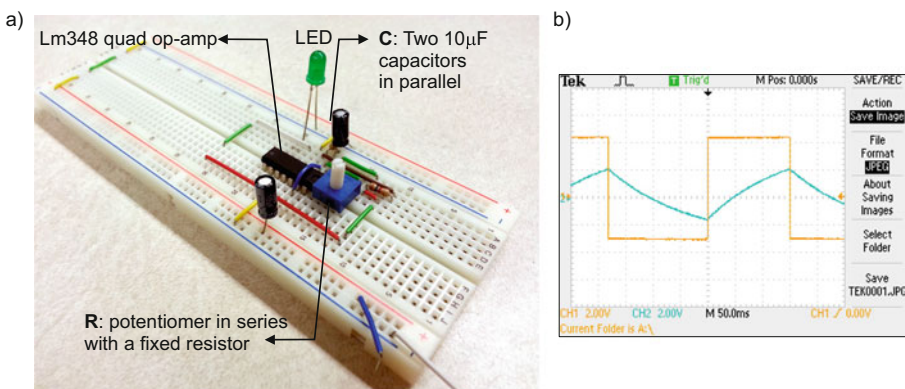 a)
Lm348 quad op-amp
LED
C: Two 10μF
capacitors
in parallel
R: potentiomer in series
with a fixed resistor
b)
Tek
T Trig'd
M Pos: 0.000s
SAVE/REC
Action
Save Image
File
Format
JPEG
About
Saving
Images
Select
Folder
Save
TEK0001.JPG
2
CH1 2.00V
CH2 2.00V
M 50.0ms
CH1 / 0.00V
Current Folder is A:\